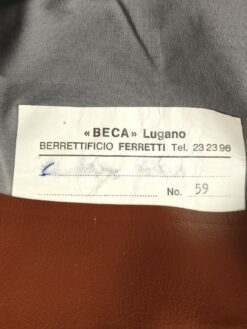 «BECA» Lugano
BERRETTIFICIO FERRETTI Tel. 23 23 96
No. 59